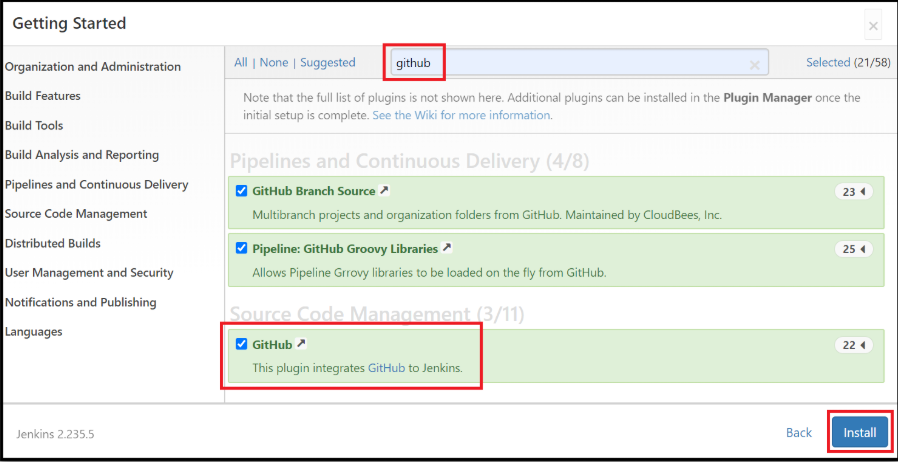 Getting Started
×
Organization and Administration
Build Features
Build Tools
Build Analysis and Reporting
Pipelines and Continuous Delivery
Source Code Management
Distributed Builds
User Management and Security
Notifications and Publishing
Languages
All | None | Suggested github × Selected (21/58)
Note that the full list of plugins is not shown here. Additional plugins can be installed in the Plugin Manager once the
initial setup is complete. See the Wiki for more information.
Pipelines and Continuous Delivery (4/8)
GitHub Branch Source 23
Multibranch projects and organization folders from GitHub. Maintained by CloudBees, Inc.
Pipeline: GitHub Groovy Libraries 25
Allows Pipeline Grrovy libraries to be loaded on the fly from GitHub.
Source Code Management (3/11)
GitHub 22
This plugin integrates GitHub to Jenkins.
Jenkins 2.235.5 Back Install